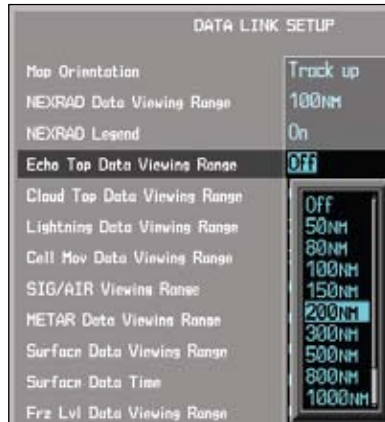 DATA LINK SETUP
Map Orientation Track up
NEXRAD Data Viewing Range 100NM
NEXRAD Legend On
Echo Top Data Viewing Range Off
Cloud Top Data Viewing Range
Off
Lightning Data Viewing Range
50NM
80NM
Cell Mov Data Viewing Range
100NM
SIG/AIR Viewing Range
150NM
METAR Data Viewing Range
200NM
300NM
Surface Data Viewing Range
500NM
Surface Data Time
800NM
1000NM
Frz Lvl Data Viewing Range